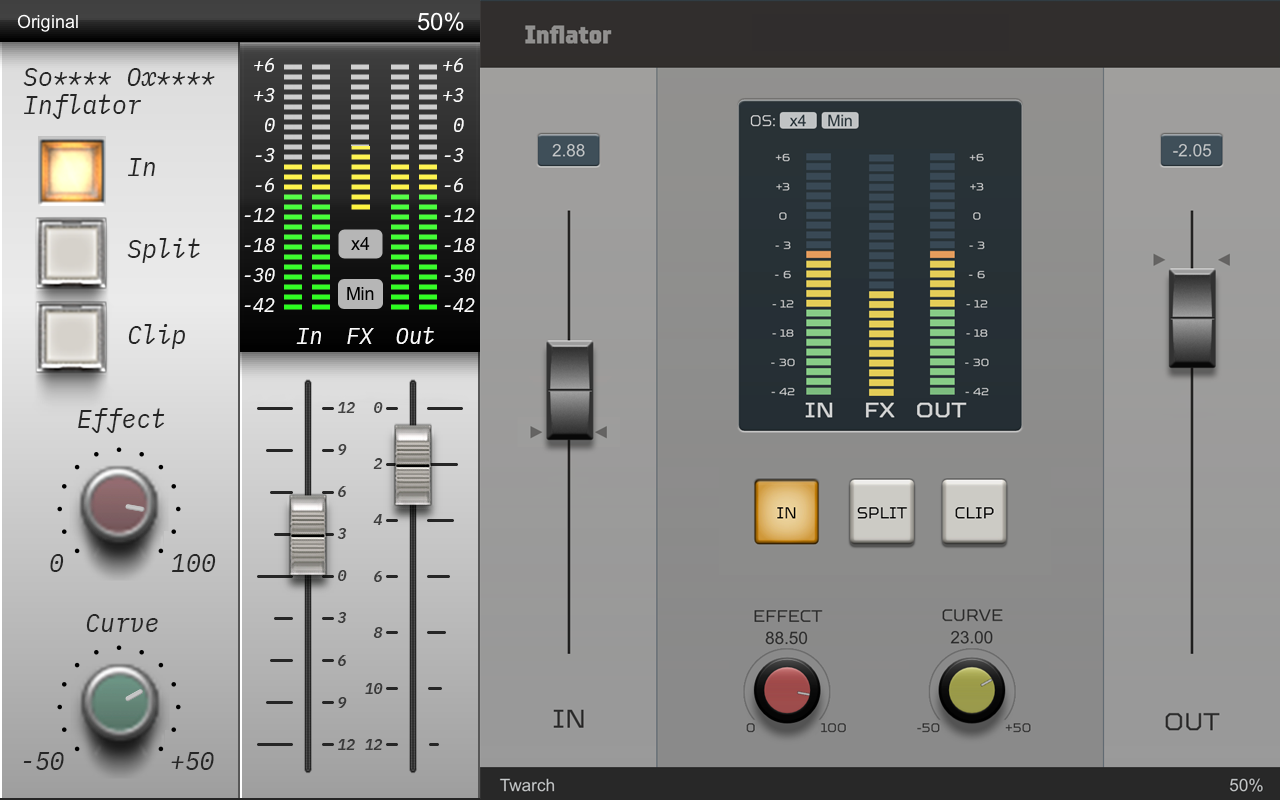 Original 50%
So**** Ox****
Inflator
In
Split
Clip
Effect
0 100
Curve
-50 +50
+6 +6
+3 +3
0 0
-3 -3
-6 -6
-12 -12
-18 x4 -18
-30 Min -30
-42 -42
In FX Out
12 0
9
2
6
4
3
0 6
3
8
6
10
9
12 12
Inflator
2.88
IN
OS: x4 Min
+6 +6
+3 +3
0 0
- 3 - 3
- 6 - 6
- 12 - 12
- 18 - 18
- 30 - 30
- 42 - 42
IN FX OUT
IN SPLIT CLIP
EFFECT
88.50
0 100
CURVE
23.00
-50 +50
-2.05
OUT
Twarch 50%